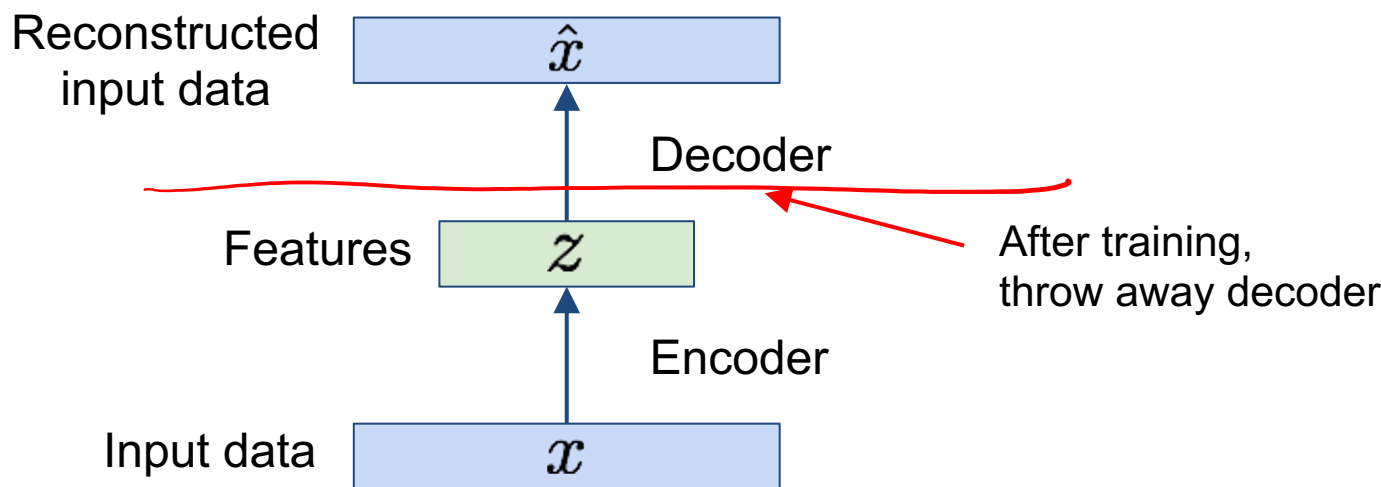 Reconstructed
input data
x̂
Decoder
Features
z
After training,
throw away decoder
Encoder
Input data
x